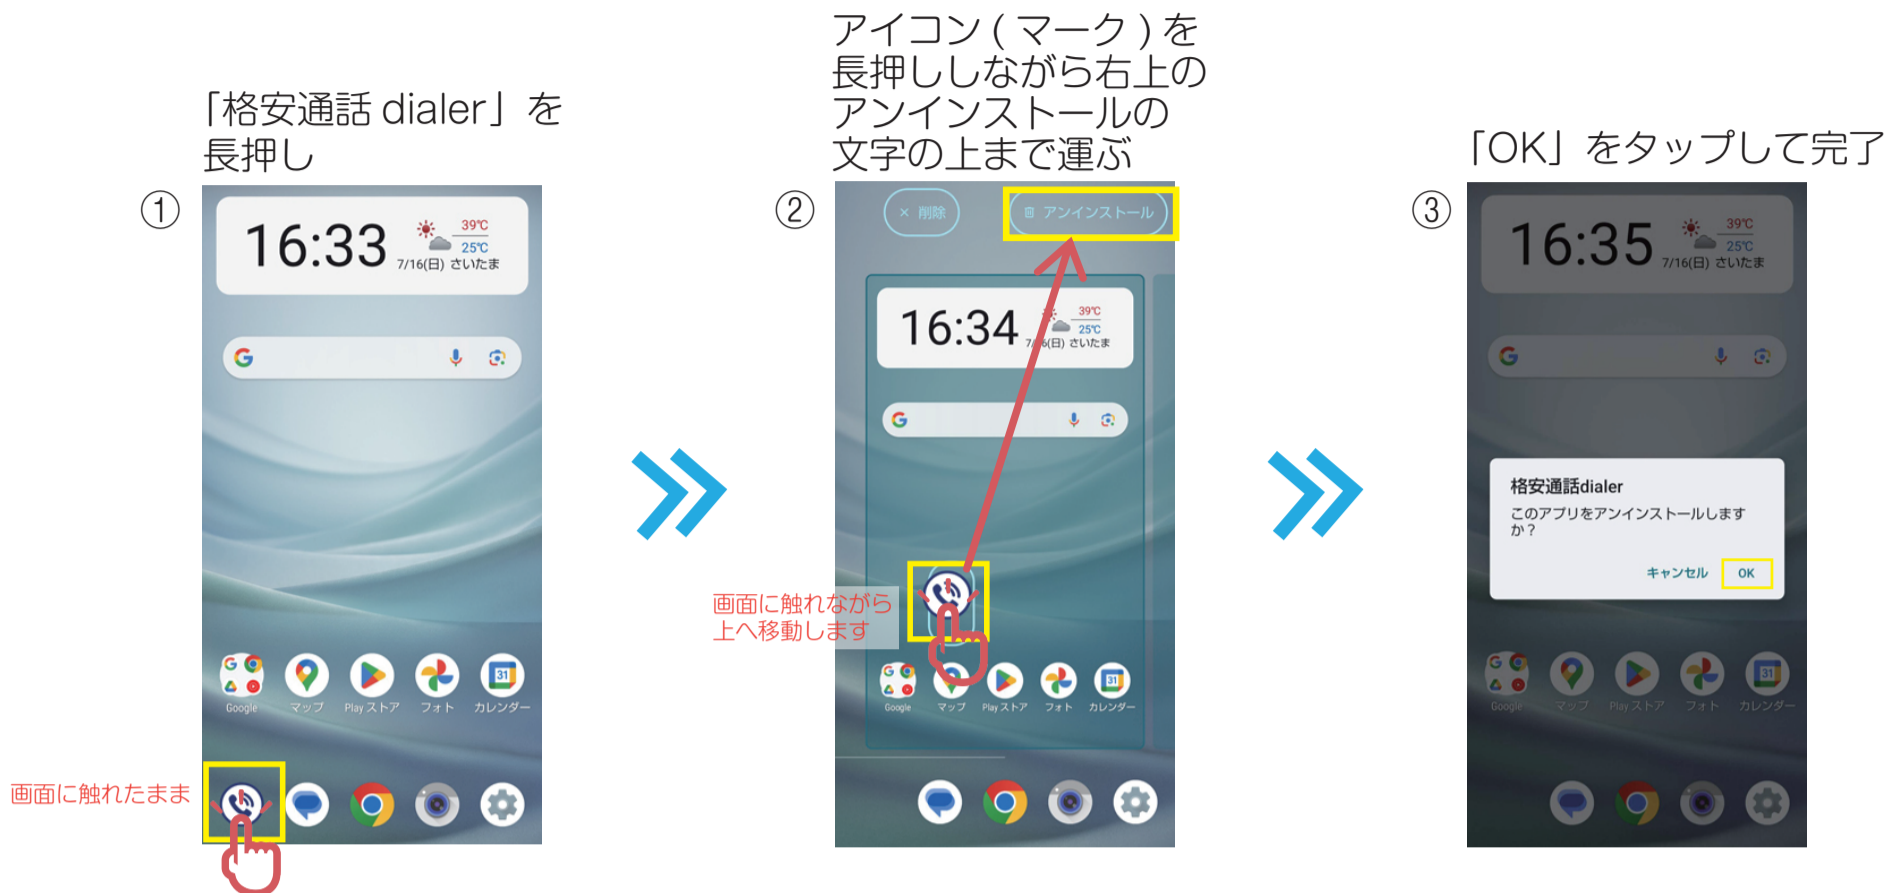 「格安通話 dialer」を
長押し
①
16:33
39℃
25℃
7/16(日) さいたま
Google
マップ
Play ストア
フォト
カレンダー
31
画面に触れたまま
アイコン ( マーク ) を
長押ししながら右上の
アンインストールの
文字の上まで運ぶ
②
× 削除
アンインストール
16:34
39℃
25℃
7/16(日) さいたま
画面に触れながら
上へ移動します
31
Google
マップ
Play ストア
フォト
カレンダー
「OK」をタップして完了
③
16:35
39℃
25℃
7/16(日) さいたま
格安通話dialer
このアプリをアンインストールします
か？
キャンセル
OK
31
Google
マップ
Play ストア
フォト
カレンダー